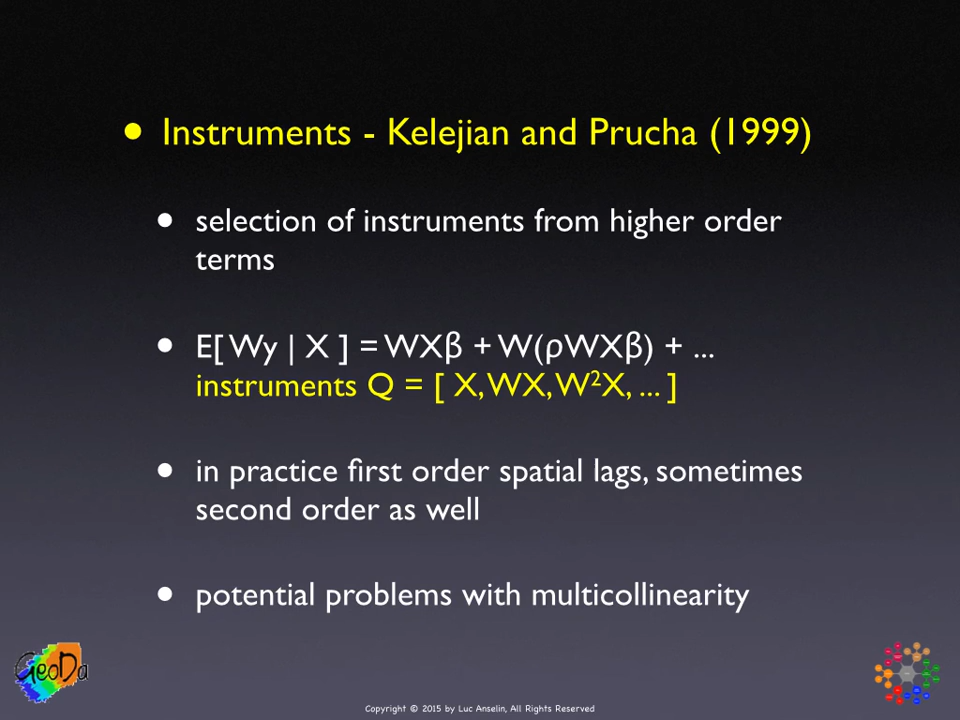 • Instruments - Kelejian and Prucha (1999)
• selection of instruments from higher order
terms
• E[ Wy | X ] = WXβ + W(ρWXβ) + ...
instruments Q = [ X, WX, W²X, ... ]
• in practice first order spatial lags, sometimes
second order as well
• potential problems with multicollinearity
GeoDa
Copyright © 2015 by Luc Anselin, All Rights Reserved